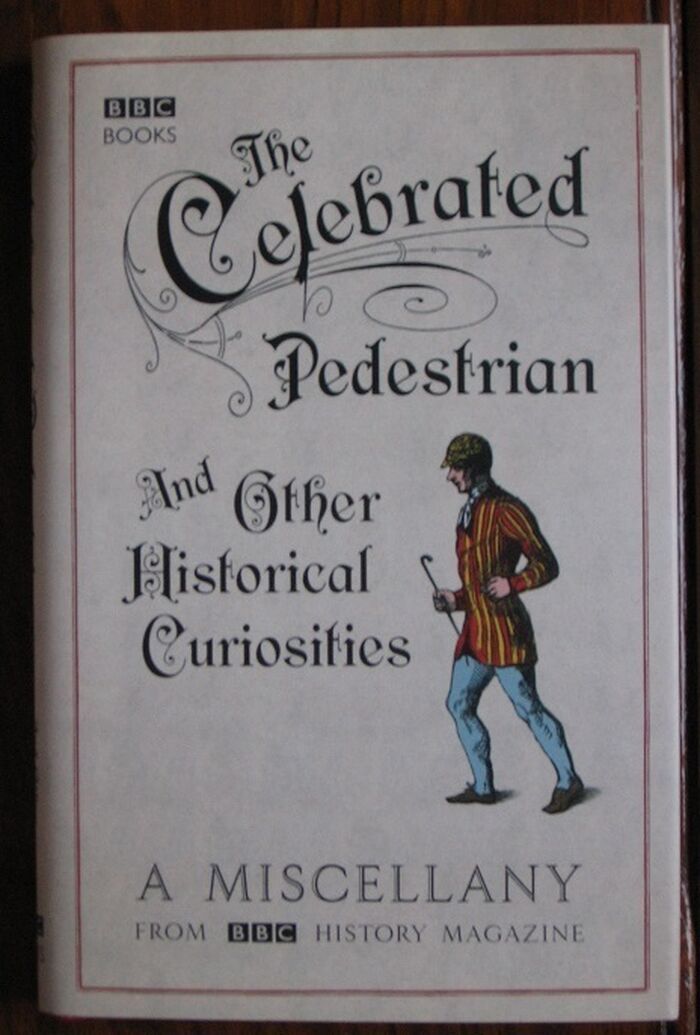 BBC
BOOKS
The
Celebrated
Pedestrian
And Other
Historical
Curiosities
A MISCELLANY
FROM BBC HISTORY MAGAZINE